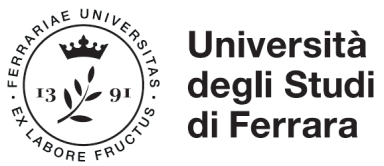 · FERRARIAE UNIVERSITAS ·
EX LABORE FRUCTUS
13 91
Università
degli Studi
di Ferrara